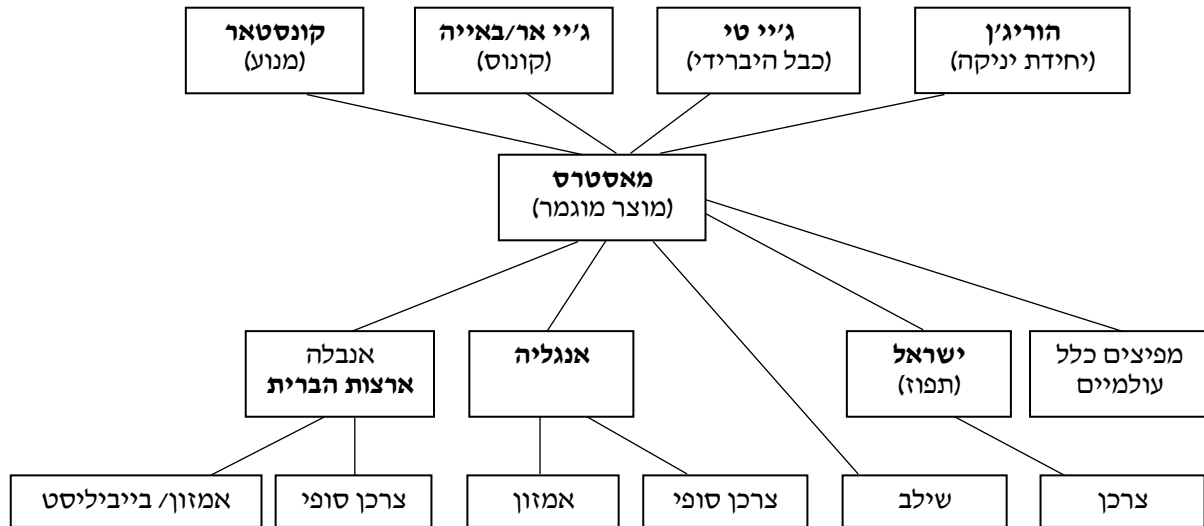 הוריג'ן
(יחידת יניקה)
ג'יי טי
(כבל היברידי)
ג'יי אר/באייה
(קונוס)
קונסטאר
(מנוע)
מאסטרס
(מוצר מוגמר)
מפיצים כלל
עולמיים
ישראל
(תפוז)
אנגליה
אנבלה
ארצות הברית
צרכן
שילב
צרכן סופי
אמזון
צרכן סופי
אמזון/ בייביליסט